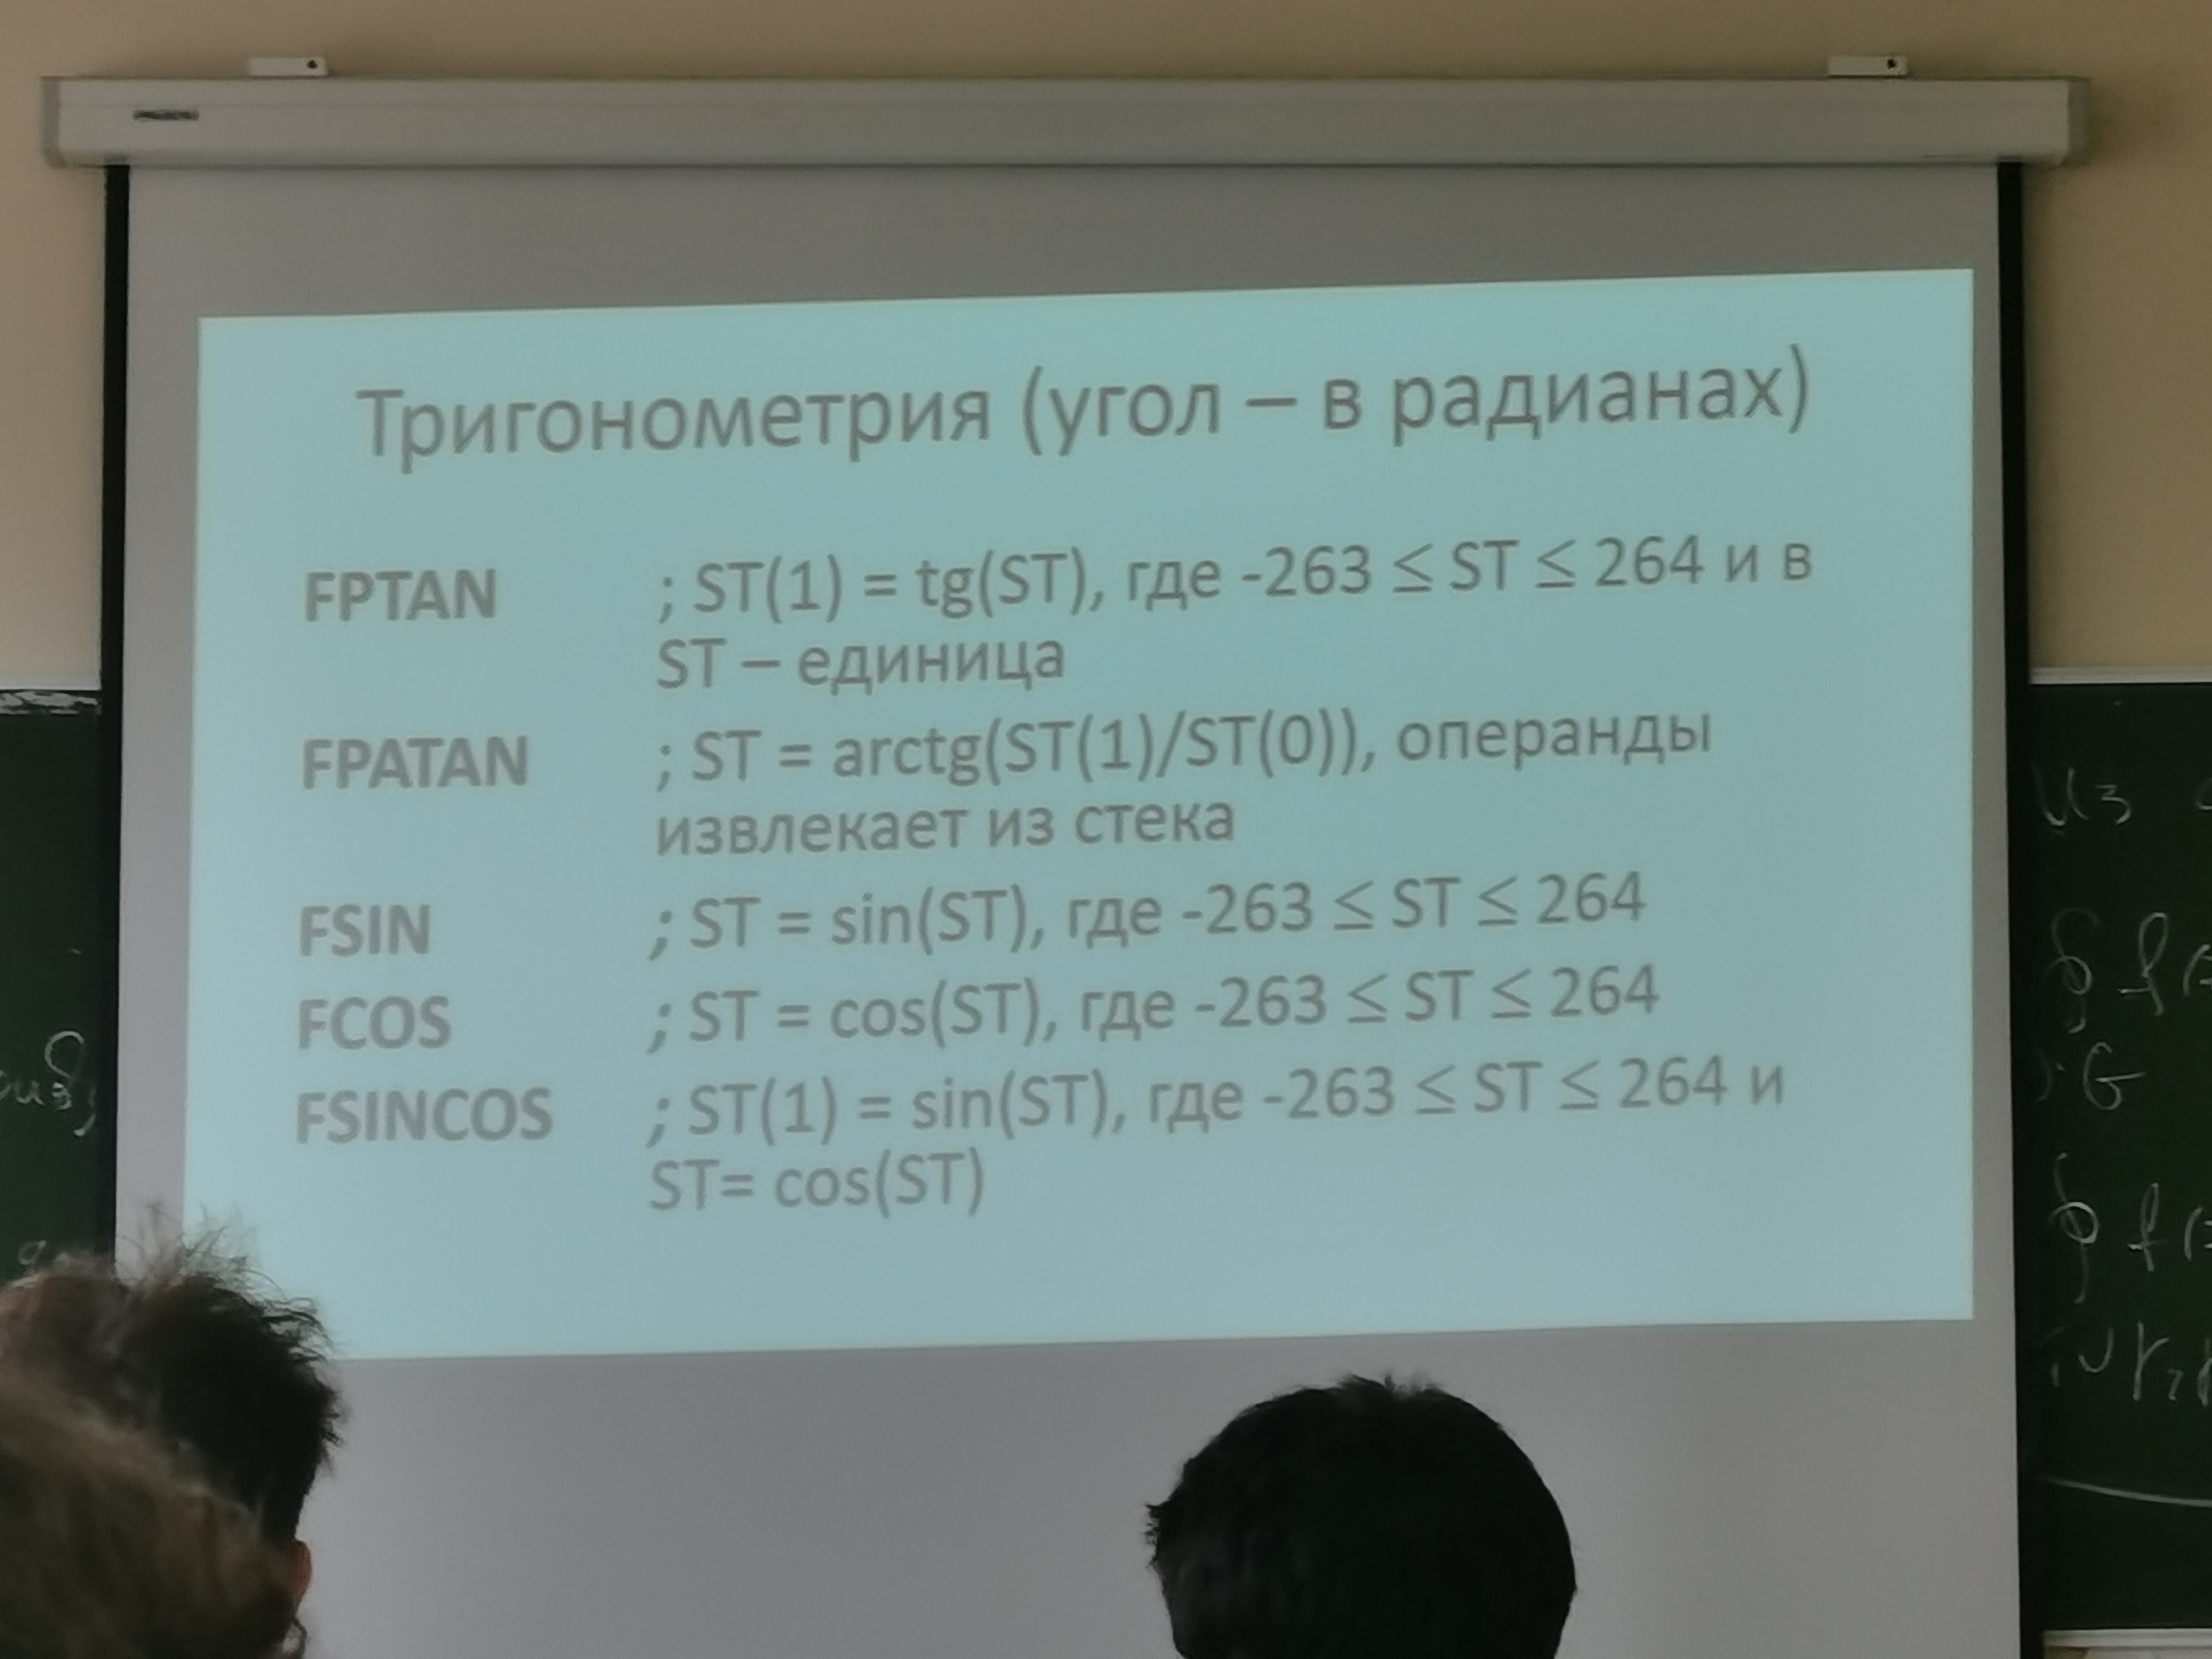 Тригонометрия (угол – в радианах)
FPTAN ; ST(1) = tg(ST), где -263 ≤ ST ≤ 264 и в
ST – единица
FPATAN ; ST = arctg(ST(1)/ST(0)), операнды
извлекает из стека
FSIN ; ST = sin(ST), где -263 ≤ ST ≤ 264
FCOS ; ST = cos(ST), где -263 ≤ ST ≤ 264
FSINCOS ; ST(1) = sin(ST), где -263 ≤ ST ≤ 264 и
ST= cos(ST)
Из